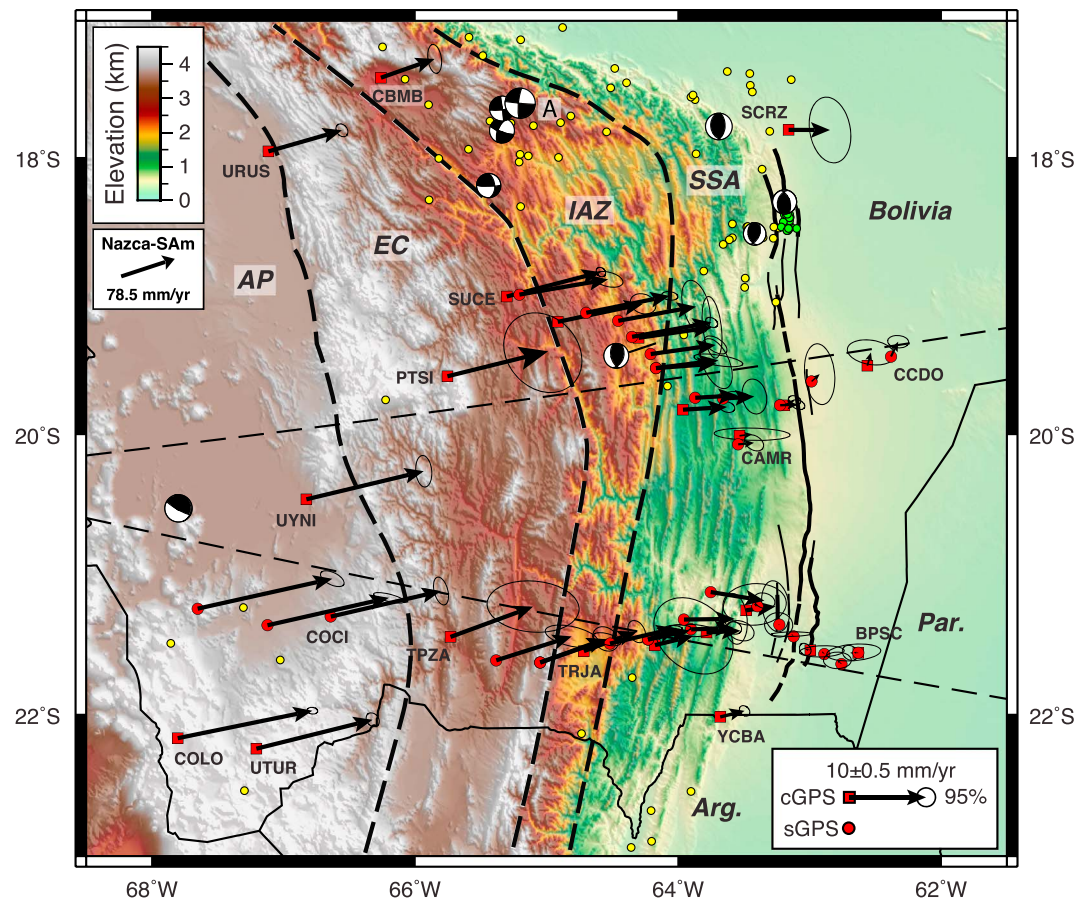 Elevation (km)
4
3
2
1
0
Nazca-SAm
78.5 mm/yr
CBMB
A
SCRZ
URUS
SSA
IAZ
Bolivia
EC
AP
SUCE
PTSI
CCDO
CAMR
UYNI
COCI
TPZA
TRJA
BPSC
Par.
COLO
UTUR
YCBA
Arg.
10±0.5 mm/yr
cGPS 95%
sGPS
18˚S
20˚S
22˚S
18˚S
20˚S
22˚S
68˚W 66˚W 64˚W 62˚W